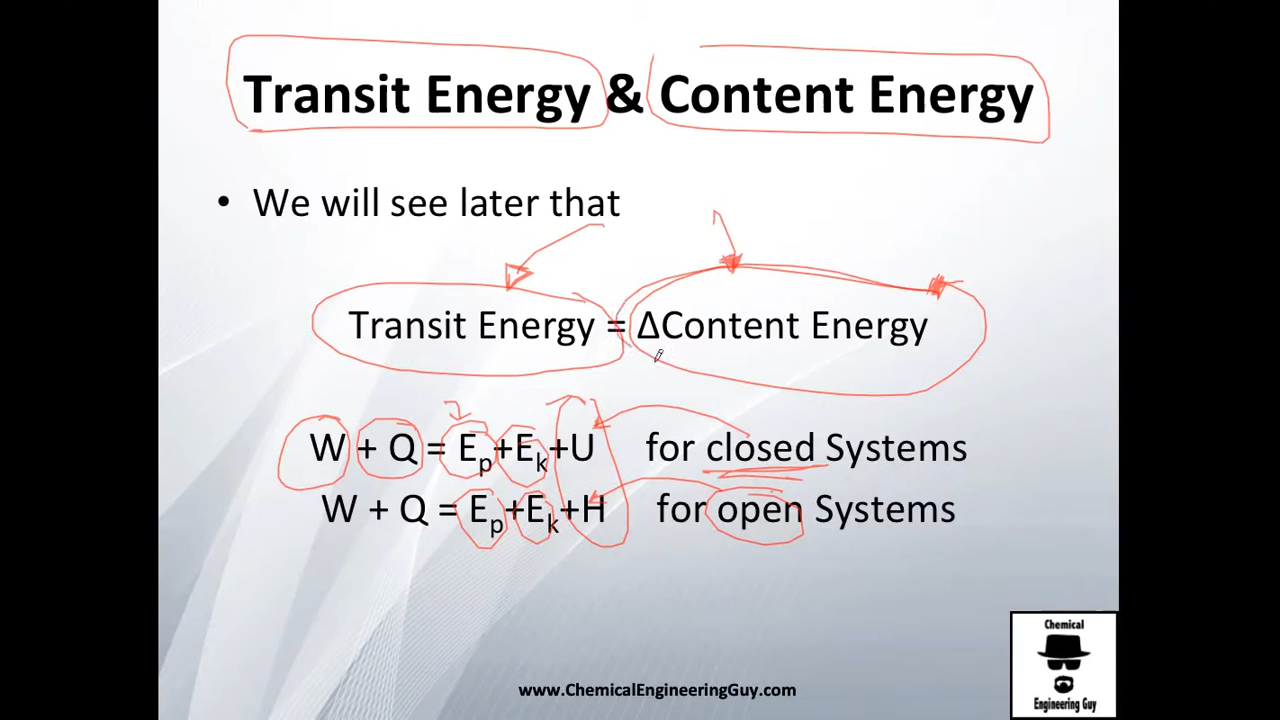 Transit Energy & Content Energy
• We will see later that
Transit Energy = ΔContent Energy
W + Q = Ep+Ek+U for closed Systems
W + Q = Ep+Ek+H for open Systems
Chemical
Engineering Guy
www.ChemicalEngineeringGuy.com